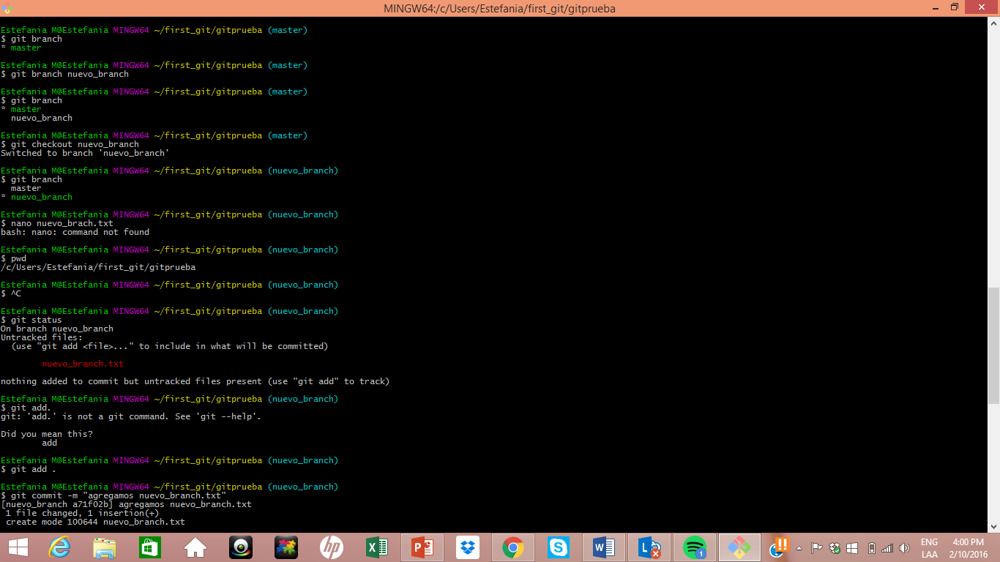 MINGW64:/c/Users/Estefania/first_git/gitprueba
Estefania M@Estefania MINGW64 ~/first_git/gitprueba (master)
$ git branch
* master
Estefania M@Estefania MINGW64 ~/first_git/gitprueba (master)
$ git branch nuevo_branch
Estefania M@Estefania MINGW64 ~/first_git/gitprueba (master)
$ git branch
* master
  nuevo_branch
Estefania M@Estefania MINGW64 ~/first_git/gitprueba (master)
$ git checkout nuevo_branch
Switched to branch 'nuevo_branch'
Estefania M@Estefania MINGW64 ~/first_git/gitprueba (nuevo_branch)
$ git branch
  master
* nuevo_branch
Estefania M@Estefania MINGW64 ~/first_git/gitprueba (nuevo_branch)
$ nano nuevo_brach.txt
bash: nano: command not found
Estefania M@Estefania MINGW64 ~/first_git/gitprueba (nuevo_branch)
$ pwd
/c/Users/Estefania/first_git/gitprueba
Estefania M@Estefania MINGW64 ~/first_git/gitprueba (nuevo_branch)
$ ^C
Estefania M@Estefania MINGW64 ~/first_git/gitprueba (nuevo_branch)
$ git status
On branch nuevo_branch
Untracked files:
  (use "git add <file>..." to include in what will be committed)
        nuevo_branch.txt
nothing added to commit but untracked files present (use "git add" to track)
Estefania M@Estefania MINGW64 ~/first_git/gitprueba (nuevo_branch)
$ git add.
git: 'add.' is not a git command. See 'git --help'.
Did you mean this?
        add
Estefania M@Estefania MINGW64 ~/first_git/gitprueba (nuevo_branch)
$ git add .
Estefania M@Estefania MINGW64 ~/first_git/gitprueba (nuevo_branch)
$ git commit -m "agregamos nuevo_branch.txt"
[nuevo_branch a71f02b] agregamos nuevo_branch.txt
 1 file changed, 1 insertion(+)
 create mode 100644 nuevo_branch.txt
ENG 4:00 PM
LAA 2/10/2016